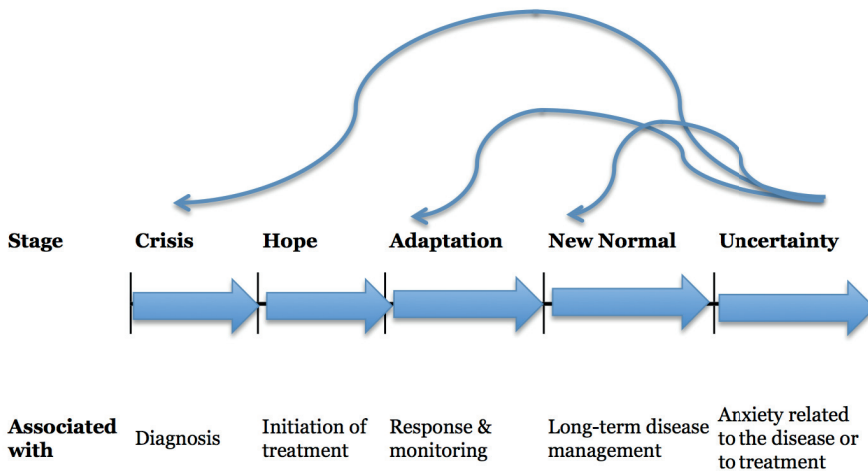 Stage Crisis Hope Adaptation New Normal Uncertainty
Associated with
Diagnosis
Initiation of
treatment
Response &
monitoring
Long-term disease
management
Anxiety related
to the disease or
to treatment